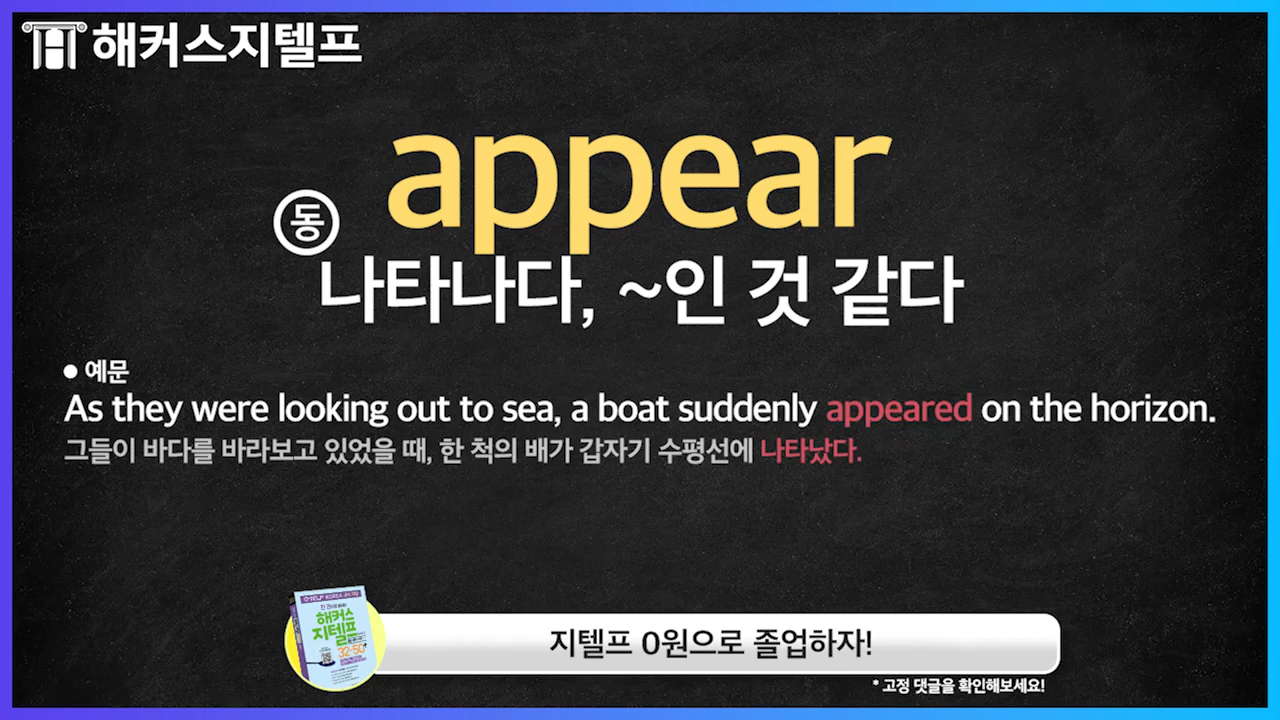 해커스지텔프
appear
동
나타나다, ~인 것 같다
● 예문
As they were looking out to sea, a boat suddenly appeared on the horizon.
그들이 바다를 바라보고 있었을 때, 한 척의 배가 갑자기 수평선에 나타났다.
해커스
지텔프
32-50+
지텔프 0원으로 졸업하자!
* 고정 댓글을 확인해보세요!